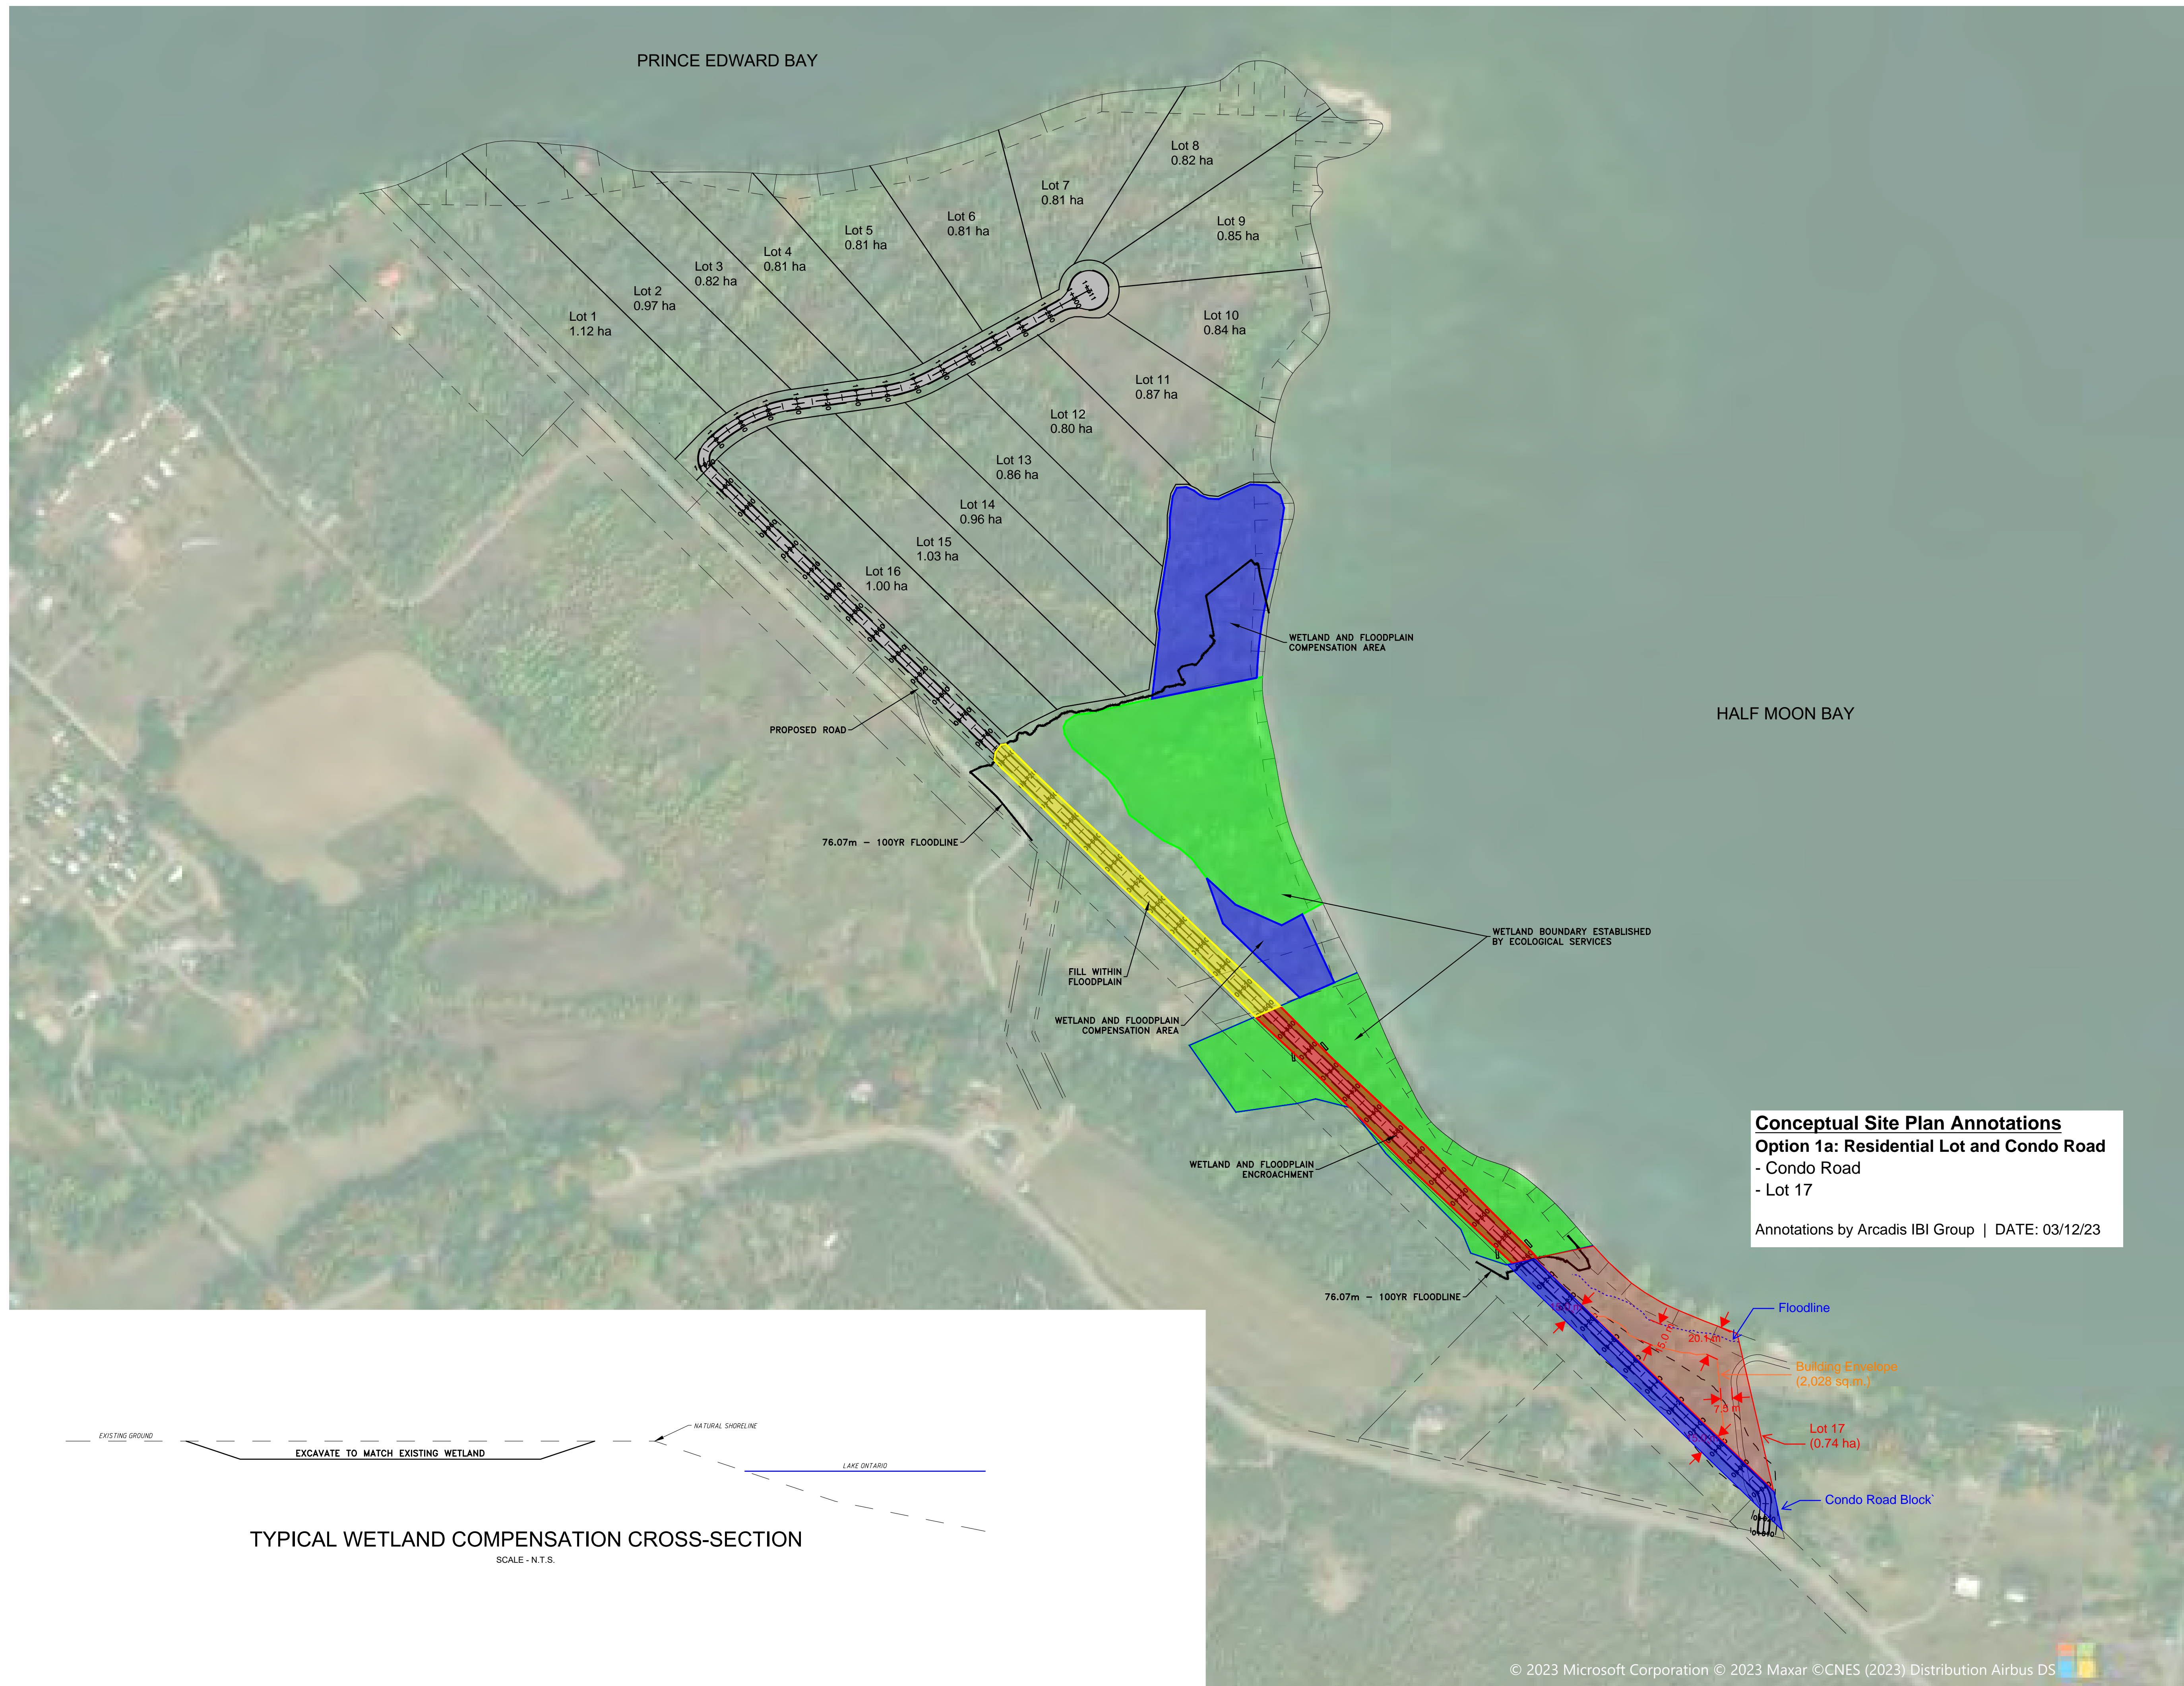 PRINCE EDWARD BAY
Lot 8
0.82 ha
Lot 7
0.81 ha
Lot 6
0.81 ha
Lot 9
0.85 ha
Lot 5
0.81 ha
Lot 4
0.81 ha
Lot 3
0.82 ha
Lot 2
0.97 ha
Lot 1
1.12 ha
Lot 10
0.84 ha
Lot 11
0.87 ha
Lot 12
0.80 ha
Lot 13
0.86 ha
Lot 14
0.96 ha
Lot 15
1.03 ha
Lot 16
1.00 ha
WETLAND AND FLOODPLAIN
COMPENSATION AREA
HALF MOON BAY
PROPOSED ROAD
76.07m - 100YR FLOODLINE
WETLAND BOUNDARY ESTABLISHED
BY ECOLOGICAL SERVICES
FILL WITHIN
FLOODPLAIN
WETLAND AND FLOODPLAIN
COMPENSATION AREA
WETLAND AND FLOODPLAIN
ENCROACHMENT
76.07m - 100YR FLOODLINE
Conceptual Site Plan Annotations
Option 1a: Residential Lot and Condo Road
- Condo Road
- Lot 17
Annotations by Arcadis IBI Group | DATE: 03/12/23
Floodline
20.1 m
15.0 m
Building Envelope
(2,028 sq.m.)
7.5 m
Lot 17
(0.74 ha)
Condo Road Block`
EXISTING GROUND
NATURAL SHORELINE
EXCAVATE TO MATCH EXISTING WETLAND
LAKE ONTARIO
TYPICAL WETLAND COMPENSATION CROSS-SECTION
SCALE - N.T.S.
© 2023 Microsoft Corporation © 2023 Maxar ©CNES (2023) Distribution Airbus DS